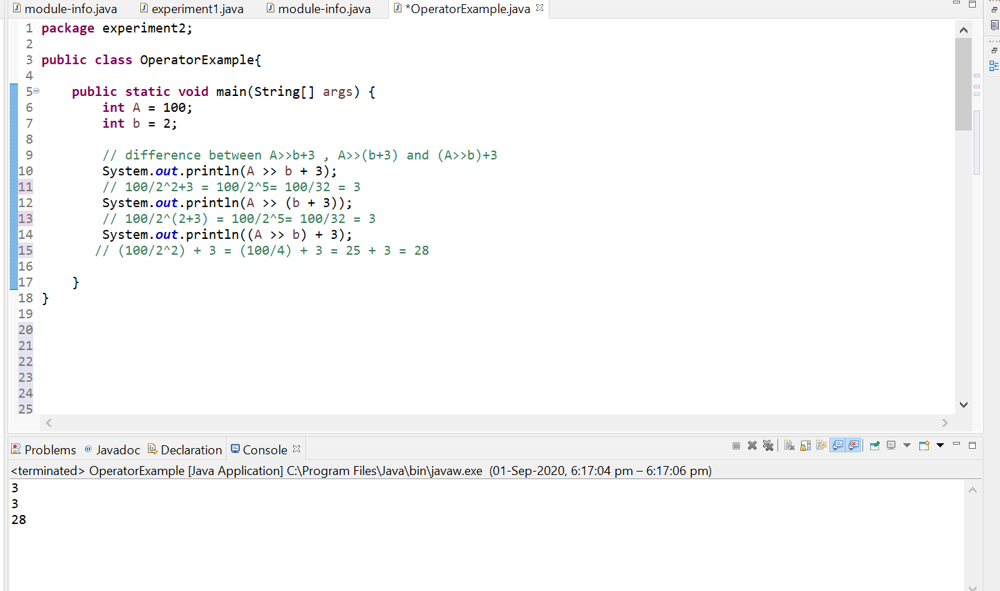 module-info.java experiment1.java module-info.java *OperatorExample.java
1 package experiment2;
2
3 public class OperatorExample{
4
5 public static void main(String[] args) {
6 int A = 100;
7 int b = 2;
8
9 // difference between A>>b+3 , A>>(b+3) and (A>>b)+3
10 System.out.println(A >> b + 3);
11 // 100/2^2+3 = 100/2^5= 100/32 = 3
12 System.out.println(A >> (b + 3));
13 // 100/2^(2+3) = 100/2^5= 100/32 = 3
14 System.out.println((A >> b) + 3);
15 // (100/2^2) + 3 = (100/4) + 3 = 25 + 3 = 28
16
17 }
18 }
19
20
21
22
23
24
25
Problems @ Javadoc Declaration Console
<terminated> OperatorExample [Java Application] C:\Program Files\Java\bin\javaw.exe (01-Sep-2020, 6:17:04 pm – 6:17:06 pm)
3
3
28